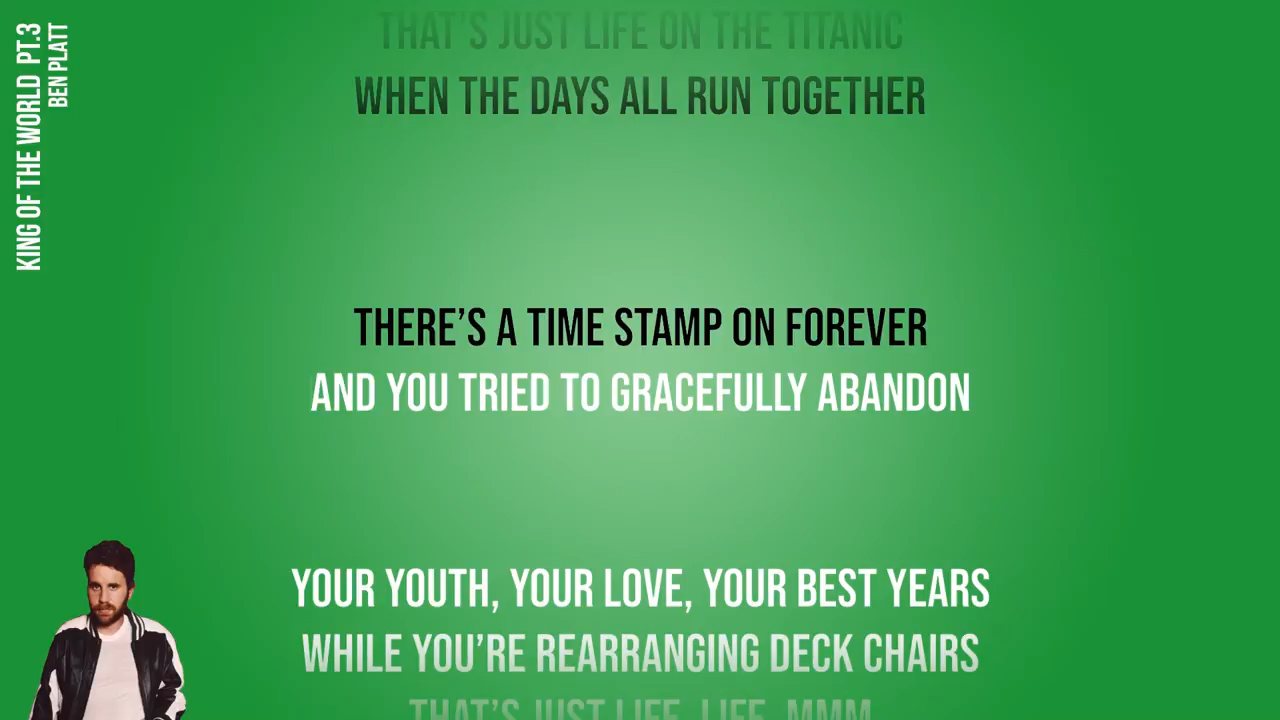 KING OF THE WORLD PT.3
BEN PLATT
THAT'S JUST LIFE ON THE TITANIC
WHEN THE DAYS ALL RUN TOGETHER
THERE'S A TIME STAMP ON FOREVER
AND YOU TRIED TO GRACEFULLY ABANDON
YOUR YOUTH, YOUR LOVE, YOUR BEST YEARS
WHILE YOU'RE REARRANGING DECK CHAIRS
THAT'S JUST LIFE, LIFE, MMM